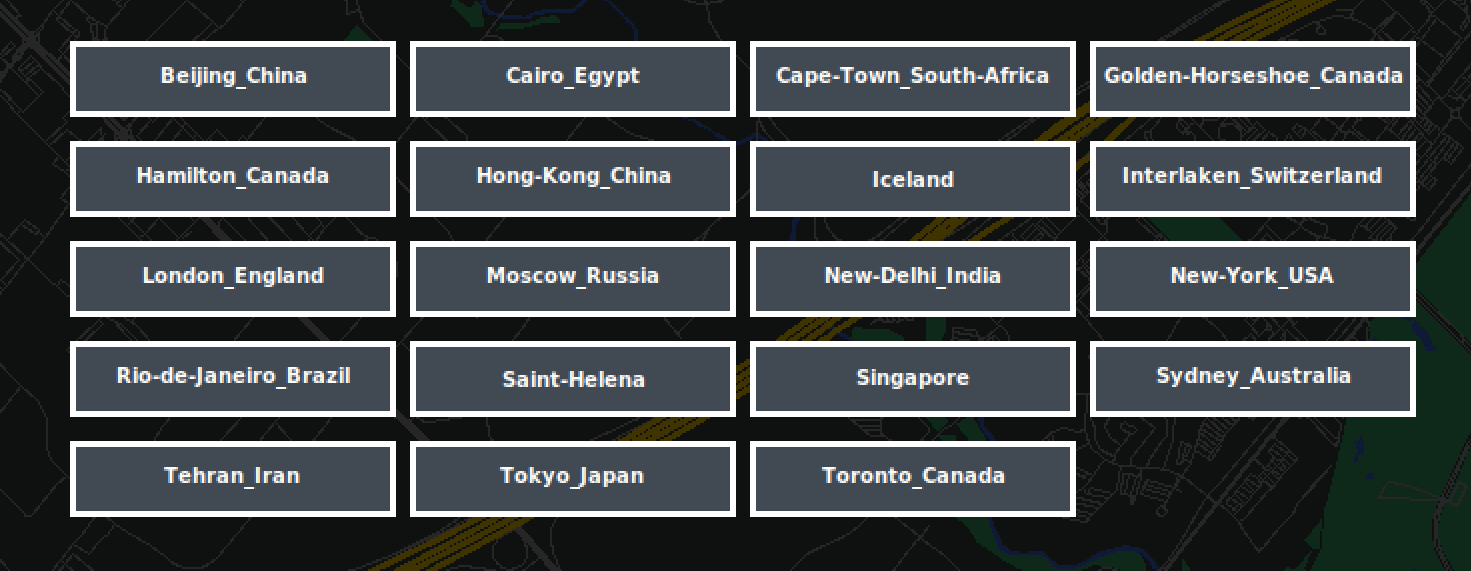 Beijing_China
Cairo_Egypt
Cape-Town_South-Africa
Golden-Horseshoe_Canada
Hamilton_Canada
Hong-Kong_China
Iceland
Interlaken_Switzerland
London_England
Moscow_Russia
New-Delhi_India
New-York_USA
Rio-de-Janeiro_Brazil
Saint-Helena
Singapore
Sydney_Australia
Tehran_Iran
Tokyo_Japan
Toronto_Canada